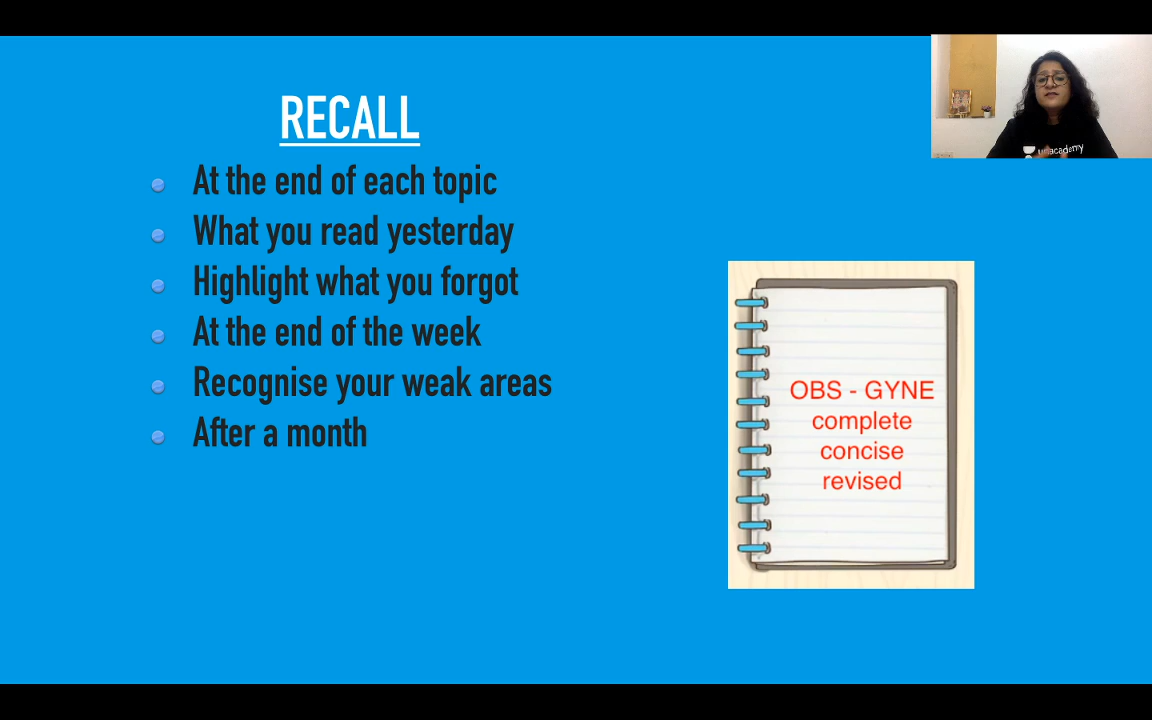 RECALL
At the end of each topic
What you read yesterday
Highlight what you forgot
At the end of the week
Recognise your weak areas
After a month
OBS - GYNE
complete
concise
revised
unacademy